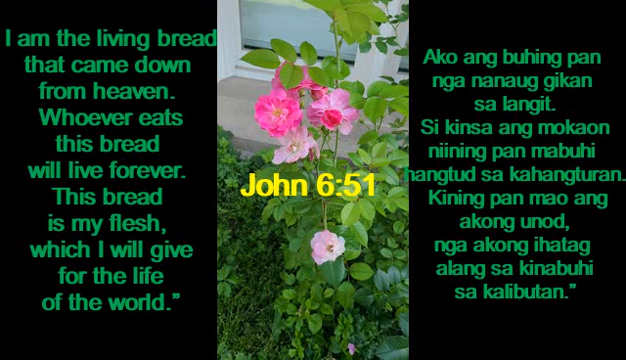 I am the living bread
that came down
from heaven.
Whoever eats
this bread
will live forever.
This bread
is my flesh,
which I will give
for the life
of the world.”
John 6:51
Ako ang buhing pan
nga nanaug gikan
sa langit.
Si kinsa ang mokaon
niining pan mabuhi
hangtud sa kahangturan.
Kining pan mao ang
akong unod,
nga akong ihatag
alang sa kinabuhi
sa kalibutan.”